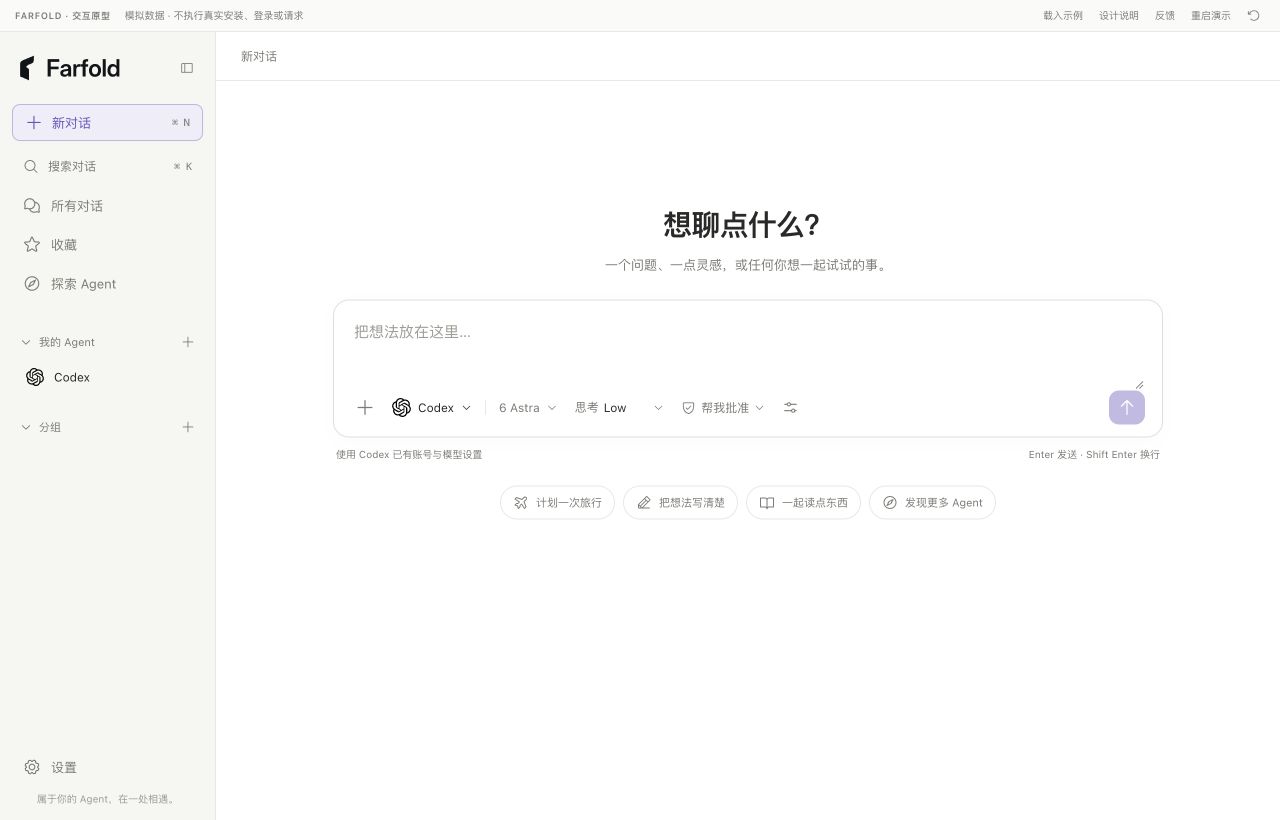 FARFOLD · 交互原型 模拟数据 · 不执行真实安装、登录或请求 载入示例 设计说明 反馈 重启演示
Farfold
新对话
新对话 ⌘ N
搜索对话 ⌘ K
所有对话
收藏
探索 Agent
我的 Agent
Codex
分组
设置
属于你的 Agent，在一处相遇。
想聊点什么?
一个问题、一点灵感，或任何你想一起试试的事。
把想法放在这里...
Codex 6 Astra 思考 Low 帮我批准
使用 Codex 已有账号与模型设置 Enter 发送 · Shift Enter 换行
计划一次旅行 把想法写清楚 一起读点东西 发现更多 Agent